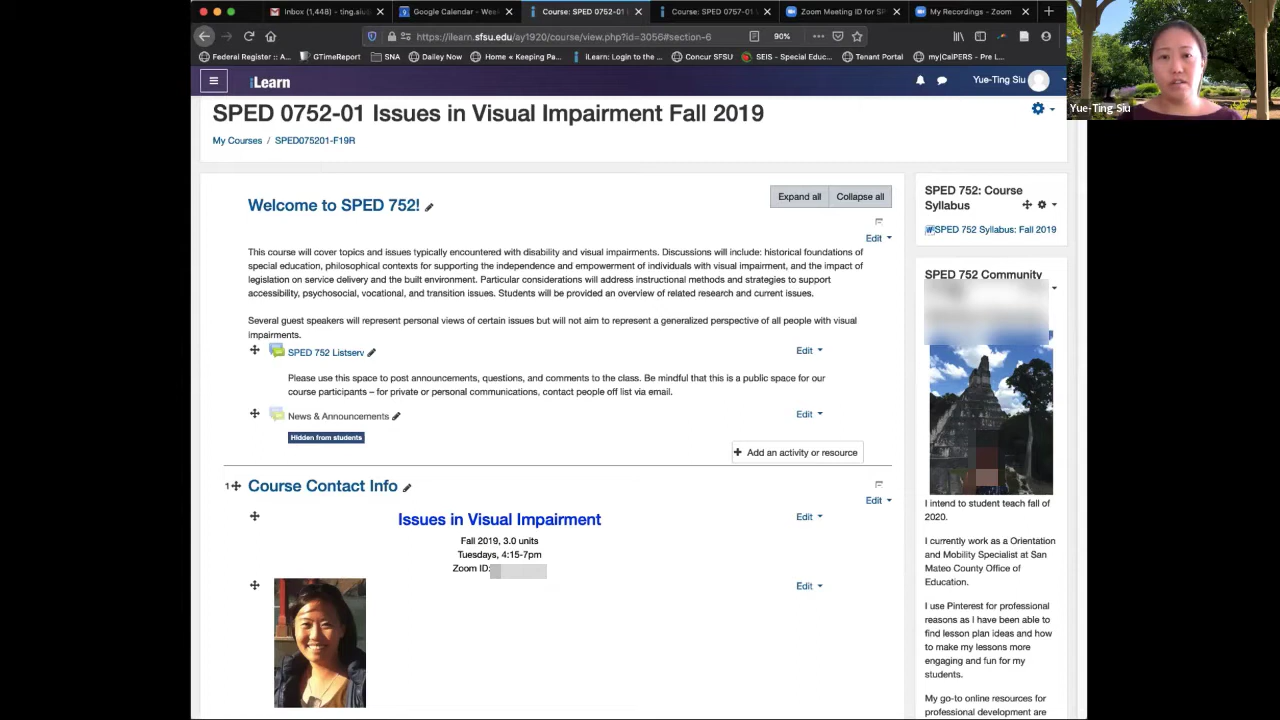 Inbox (1,448) - ting.siu@
Google Calendar - Week
Course: SPED 0752-01 I
Course: SPED 0757-01 V
Zoom Meeting ID for SP
My Recordings - Zoom
https://ilearn.sfsu.edu/ay1920/course/view.php?id=3056#section-6
90%
Federal Register :: A...
GTimeReport
SNA
Dailey Now
Home « Keeping Pa...
iLearn: Login to the ...
Concur SFSU
SEIS - Special Educ...
Tenant Portal
my|CalPERS - Pre-I...
iLearn
Yue-Ting Siu
Yue-Ting Siu
SPED 0752-01 Issues in Visual Impairment Fall 2019
My Courses / SPED075201-F19R
Expand all
Collapse all
Welcome to SPED 752!
Edit
This course will cover topics and issues typically encountered with disability and visual impairments. Discussions will include: historical foundations of
special education, philosophical contexts for supporting the independence and empowerment of individuals with visual impairment, and the impact of
legislation on service delivery and the built environment. Particular considerations will address instructional methods and strategies to support
accessibility, psychosocial, vocational, and transition issues. Students will be provided an overview of related research and current issues.
Several guest speakers will represent personal views of certain issues but will not aim to represent a generalized perspective of all people with visual
impairments.
SPED 752 Listserv
Edit
Please use this space to post announcements, questions, and comments to the class. Be mindful that this is a public space for our
course participants – for private or personal communications, contact people off list via email.
News & Announcements
Edit
Hidden from students
+ Add an activity or resource
1
Course Contact Info
Edit
Issues in Visual Impairment
Edit
Fall 2019, 3.0 units
Tuesdays, 4:15-7pm
Zoom ID:
Edit
SPED 752: Course
Syllabus
SPED 752 Syllabus: Fall 2019
SPED 752 Community
I intend to student teach fall of
2020.
I currently work as a Orientation
and Mobility Specialist at San
Mateo County Office of
Education.
I use Pinterest for professional
reasons as I have been able to
find lesson plan ideas and how
to make my lessons more
engaging and fun for my
students.
My go-to online resources for
professional development are